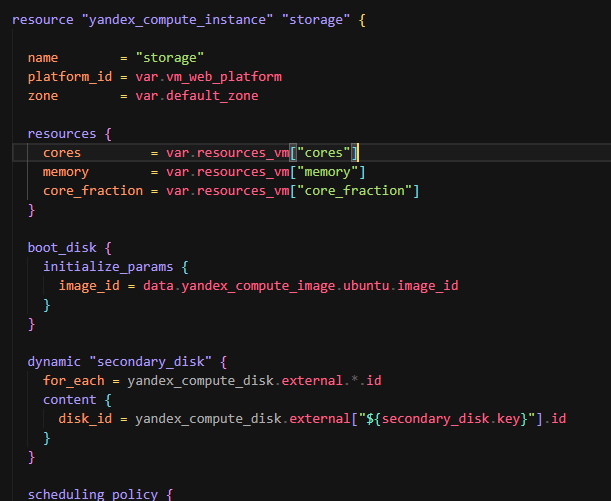 resource "yandex_compute_instance" "storage" {
name = "storage"
platform_id = var.vm_web_platform
zone = var.default_zone
resources {
cores = var.resources_vm["cores"]
memory = var.resources_vm["memory"]
core_fraction = var.resources_vm["core_fraction"]
}
boot_disk {
initialize_params {
image_id = data.yandex_compute_image.ubuntu.image_id
}
}
dynamic "secondary_disk" {
for_each = yandex_compute_disk.external.*.id
content {
disk_id = yandex_compute_disk.external["${secondary_disk.key}"].id
}
}
scheduling_policy {